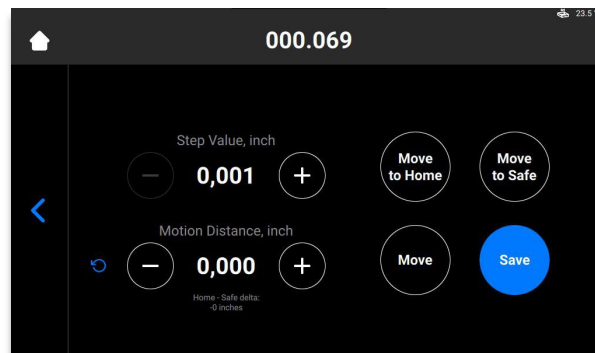 23.5
000.069
Step Value, inch
0,001
Move
to Home
Move
to Safe
Motion Distance, inch
0,000
Home - Safe delta:
-0 inches
Move
Save